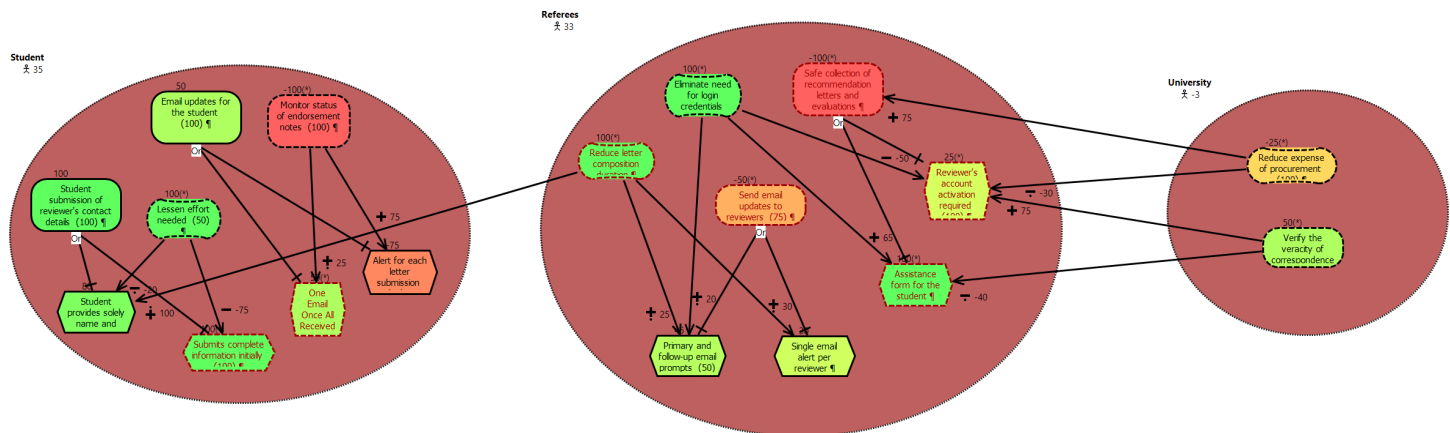 Student
35
50
Email updates for
the student
(100) ¶
Or
-100(*)
Monitor status
of endorsement
notes (100) ¶
100
Student
submission of
reviewer's contact
details (100) ¶
Or
100(*)
Lessen effort
needed (50)
¶
Student
provides solely
name and
-20
100
-75
Submits complete
information initially
(100) ¶
One
Email
Once All
Received
25
75
-75
Alert for each
letter
submission
Referees
33
100(*)
Eliminate need
for login
credentials
-100(*)
Safe collection of
recommendation
letters and
evaluations ¶
Or
75
100(*)
Reduce letter
composition
duration ¶
-50(*)
Send email
updates to
reviewers (75) ¶
Or
-50
25(*)
Reviewer's
account
activation
required
(100) ¶
-30
75
65
Assistance
form for the
student ¶
-40
25
20
30
Primary and
follow-up email
prompts (50)
Single email
alert per
reviewer ¶
University
-3
-25(*)
Reduce expense
of procurement
(100) ¶
50(*)
Verify the
veracity of
correspondence